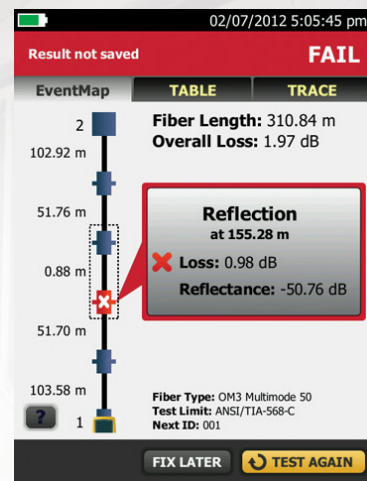 02/07/2012 5:05:45 pm
Result not saved
FAIL
EventMap
TABLE
TRACE
2
102.92 m
51.76 m
0.88 m
51.70 m
103.58 m
? 1
Fiber Length: 310.84 m
Overall Loss: 1.97 dB
Reflection
at 155.28 m
Loss: 0.98 dB
Reflectance: -50.76 dB
Fiber Type: OM3 Multimode 50
Test Limit: ANSI/TIA-568-C
Next ID: 001
FIX LATER
TEST AGAIN